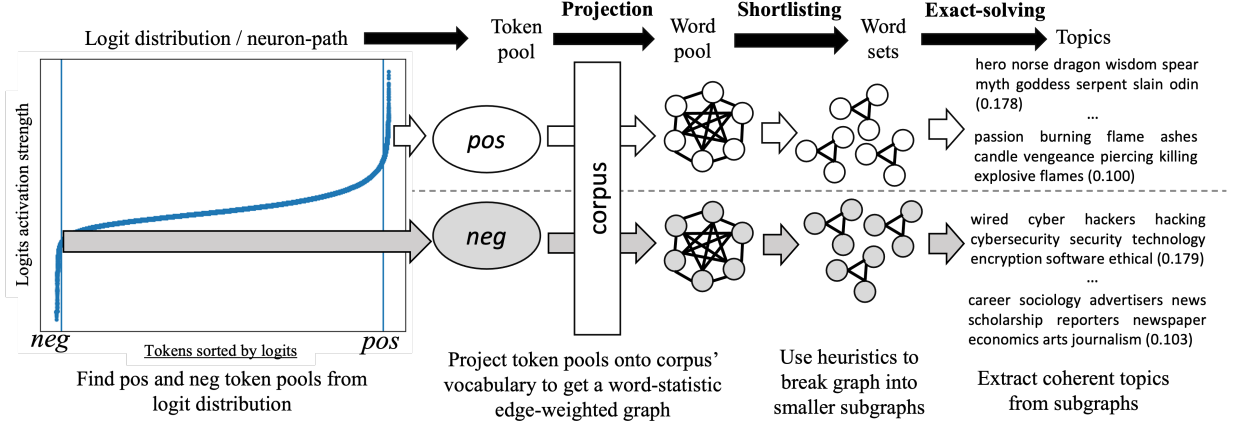 Projection
Shortlisting
Exact-solving
Logit distribution / neuron-path
Token
pool
Word
pool
Word
sets
Topics
Logits activation strength
neg
pos
Tokens sorted by logits
pos
neg
corpus
hero norse dragon wisdom spear
myth goddess serpent slain odin
(0.178)
...
passion burning flame ashes
candle vengeance piercing killing
explosive flames (0.100)
wired cyber hackers hacking
cybersecurity security technology
encryption software ethical (0.179)
...
career sociology advertisers news
scholarship reporters newspaper
economics arts journalism (0.103)
Find pos and neg token pools from
logit distribution
Project token pools onto corpus’
vocabulary to get a word-statistic
edge-weighted graph
Use heuristics to
break graph into
smaller subgraphs
Extract coherent topics
from subgraphs